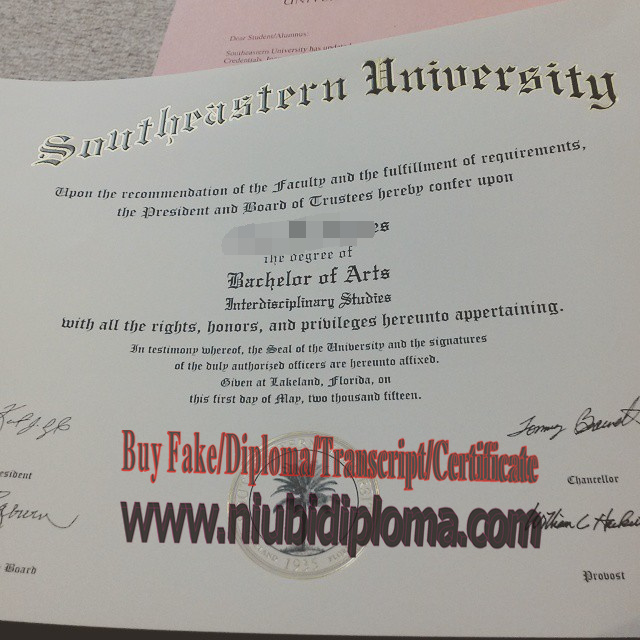 Dear Student/Alumnus:
Southeastern University has
Southeastern University
Upon the recommendation of the Faculty and the fulfillment of requirements,
the President and Board of Trustees hereby confer upon
the degree of
Bachelor of Arts
Interdisciplinary Studies
with all the rights, honors, and privileges hereunto appertaining.
In testimony whereof, the Seal of the University and the signatures
of the duly authorized officers are hereunto affixed.
Given at Lakeland, Florida, on
this first day of May, two thousand fifteen.
Buy Fake/Diploma/Transcript/Certificate
www.niubidiploma.com
1935
Chancellor
Board
Provost